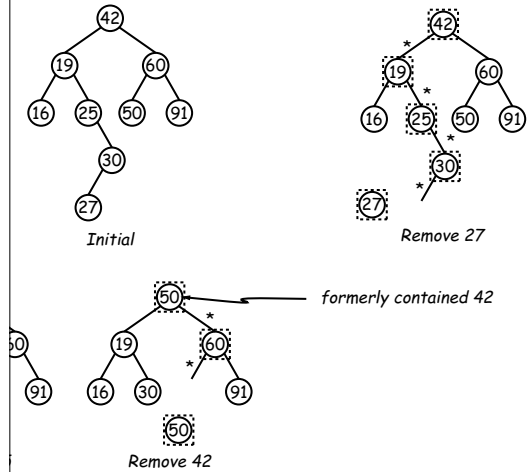 42 42
19 60 * 19 60
16 25 50 91 * 16 25 50 91
30 * 30
27 27 *
Initial Remove 27
50 formerly contained 42
*
60 19 60
*
91 16 30 91
50
Remove 42